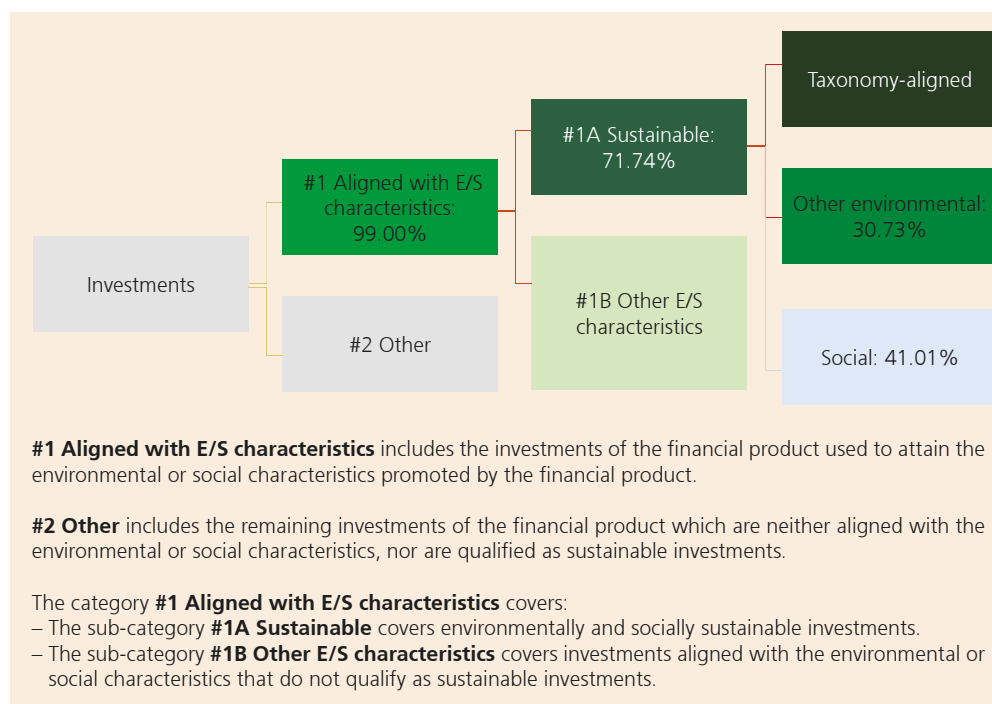 Taxonomy-aligned
#1A Sustainable:
71.74%
#1 Aligned with E/S
characteristics:
99.00%
Other environmental:
30.73%
Investments
#1B Other E/S
characteristics
#2 Other
Social: 41.01%
#1 Aligned with E/S characteristics includes the investments of the financial product used to attain the
environmental or social characteristics promoted by the financial product.
#2 Other includes the remaining investments of the financial product which are neither aligned with the
environmental or social characteristics, nor are qualified as sustainable investments.
The category #1 Aligned with E/S characteristics covers:
– The sub-category #1A Sustainable covers environmentally and socially sustainable investments.
– The sub-category #1B Other E/S characteristics covers investments aligned with the environmental or
social characteristics that do not qualify as sustainable investments.